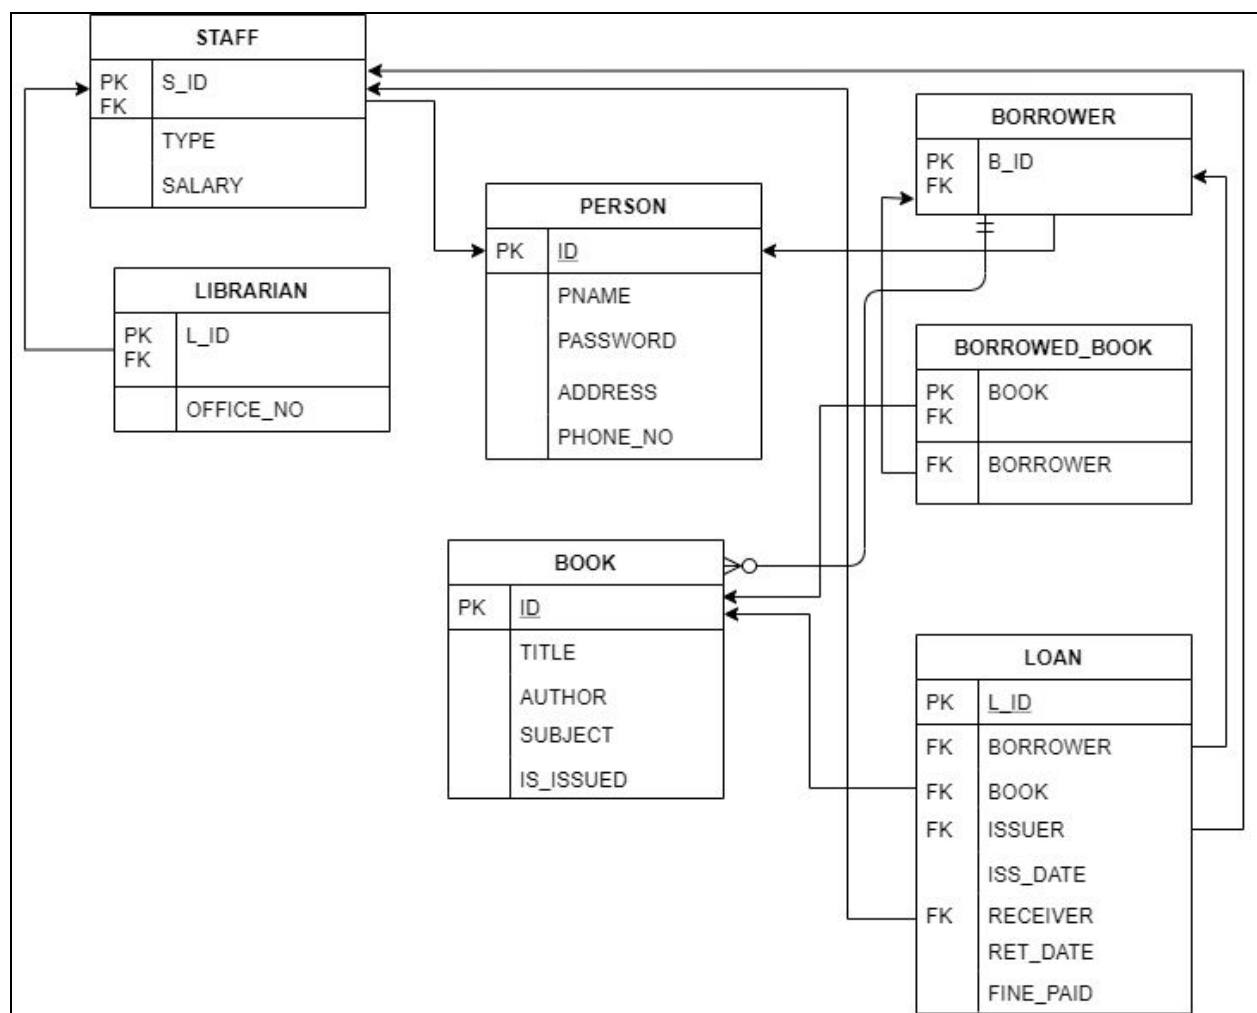 STAFF
PK S_ID
FK
TYPE
SALARY
BORROWER
PK B_ID
FK
PERSON
PK ID
PNAME
PASSWORD
ADDRESS
PHONE_NO
LIBRARIAN
PK L_ID
FK
OFFICE_NO
BORROWED_BOOK
PK BOOK
FK
FK BORROWER
BOOK
PK ID
TITLE
AUTHOR
SUBJECT
IS_ISSUED
LOAN
PK L_ID
FK BORROWER
FK BOOK
FK ISSUER
ISS_DATE
FK RECEIVER
RET_DATE
FINE_PAID